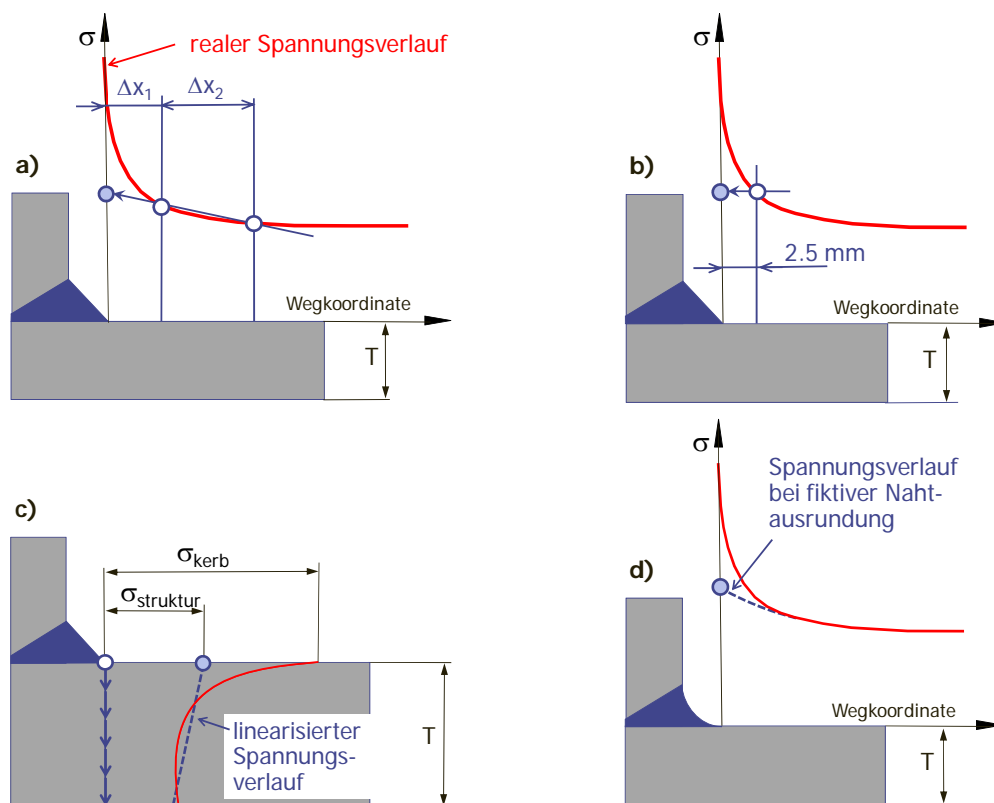 σ
realer Spannungsverlauf
Δx1
Δx2
a)
Wegkoordinate
T
σ
b)
2.5 mm
Wegkoordinate
T
c)
σkerb
σstruktur
linearisierter
Spannungs-
verlauf
T
σ
Spannungsverlauf
bei fiktiver Naht-
ausrundung
d)
Wegkoordinate
T